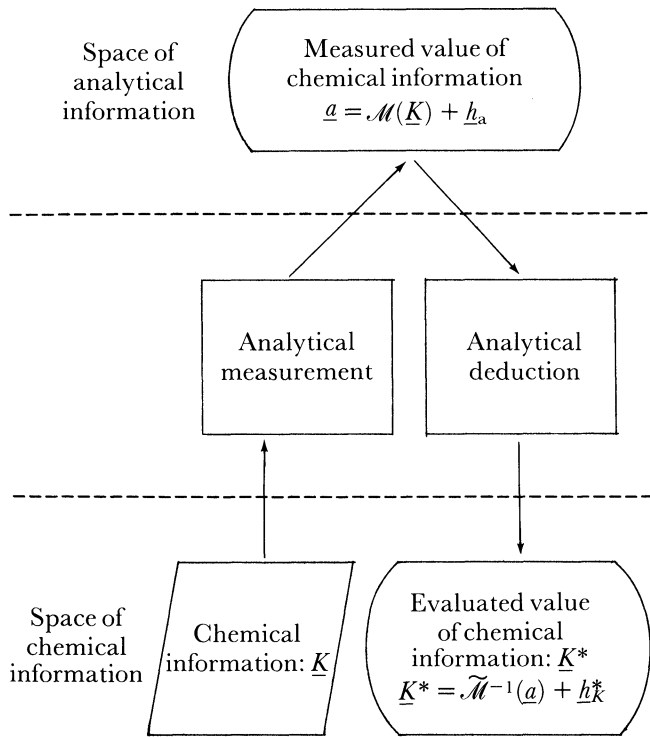 Space of
analytical
information
Measured value of
chemical information
a = ℳ(K) + hₐ
Analytical
measurement
Analytical
deduction
Space of
chemical
information
Chemical
information: K
Evaluated value
of chemical
information: K*
K* = ℳ̃⁻¹(a) + h*_K